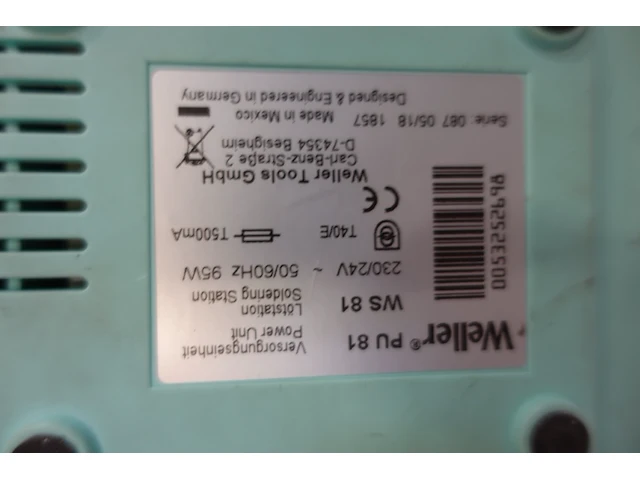 Weller® PU 81
Versorgungseinheit
Power Unit
WS 81
Lötstation
Soldering Station
230/24V ~ 50/60Hz 95W
T40/E
T500mA
CE
Weller Tools GmbH
Carl-Benz-Straße 2
D-74354 Besigheim
Made in Mexico
Serie: 087 05/18 1857
Designed & Engineered in Germany